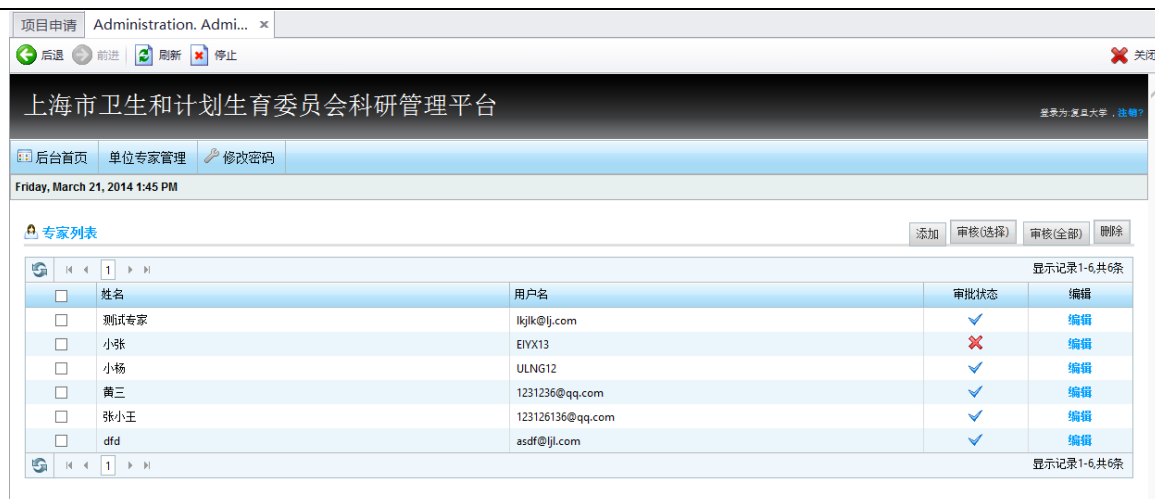 项目申请 Administration. Admi... ×
后退 前进 刷新 停止 关闭
上海市卫生和计划生育委员会科研管理平台
登录为:复旦大学，注销?
后台首页 单位专家管理 修改密码
Friday, March 21, 2014 1:45 PM
专家列表 添加 审核(选择) 审核(全部) 删除
1 显示记录1-6,共6条
姓名 用户名 审批状态 编辑
测试专家 lkjlk@lj.com 编辑
小张 EIYX13 编辑
小杨 ULNG12 编辑
黄三 1231236@qq.com 编辑
张小王 123126136@qq.com 编辑
dfd asdf@ljl.com 编辑
1 显示记录1-6,共6条